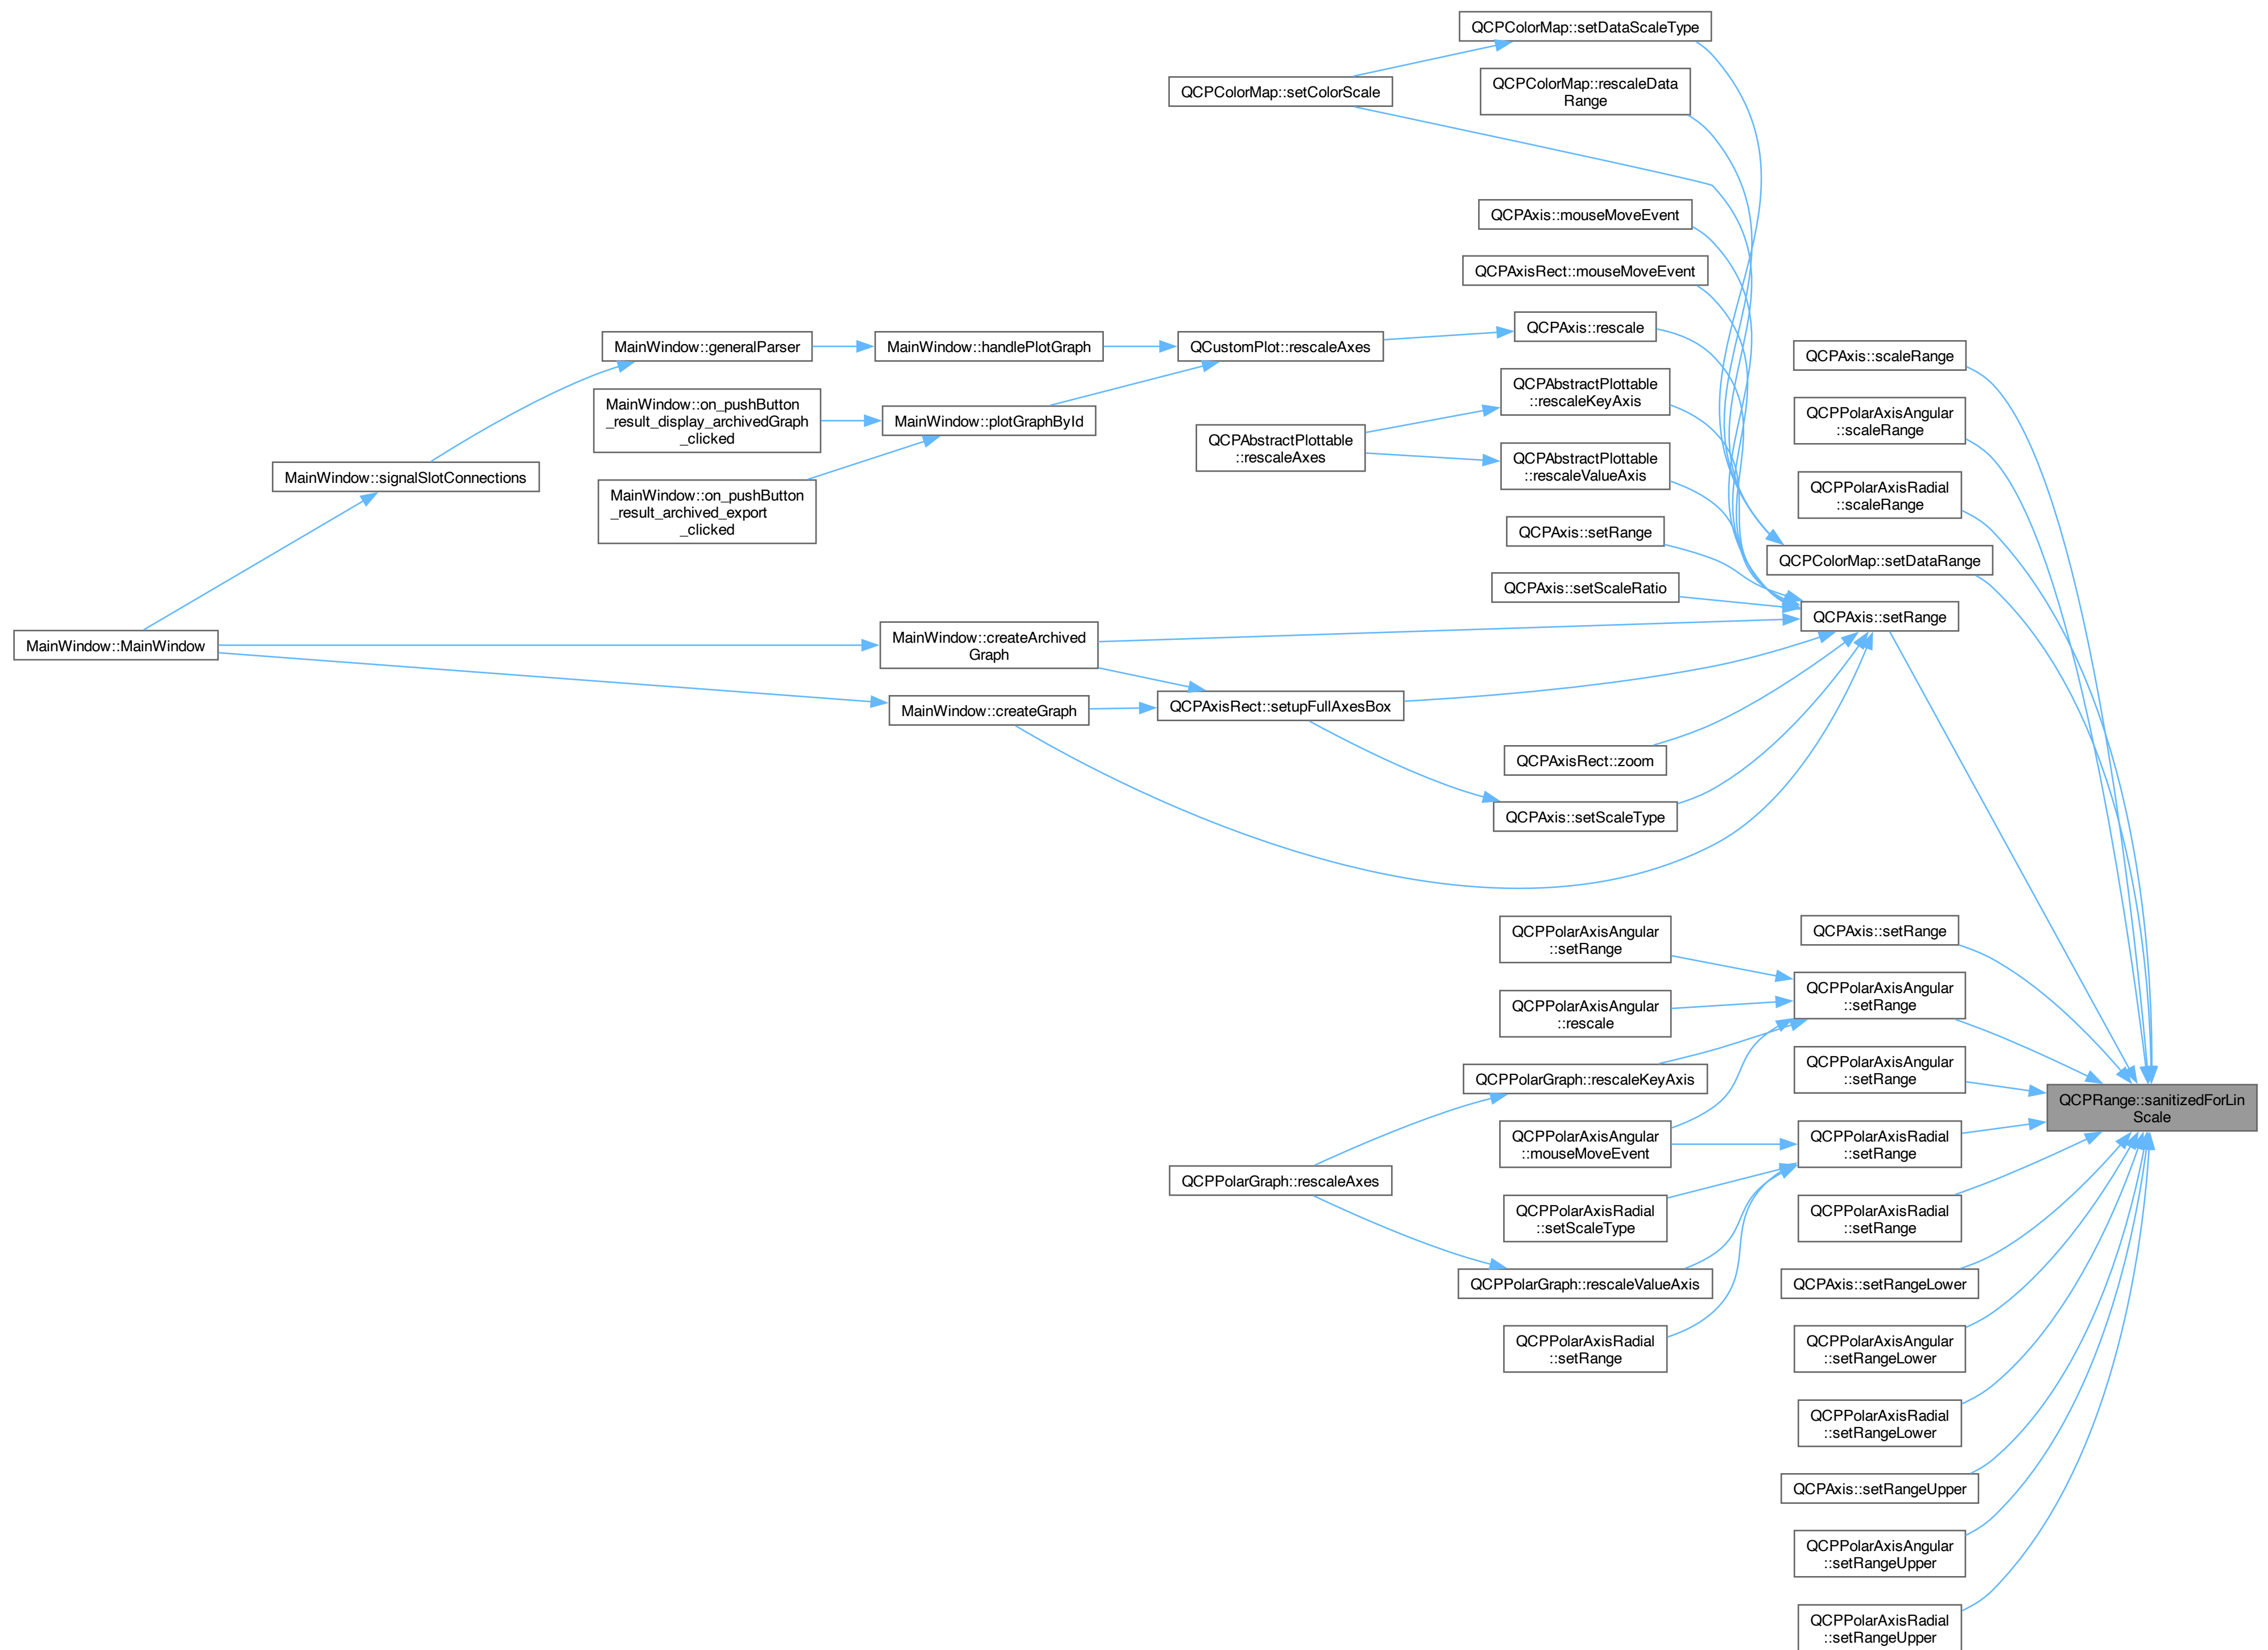 QCPColorMap::setDataScaleType
QCPColorMap::setColorScale
QCPColorMap::rescaleData
Range
QCPAxis::mouseMoveEvent
QCPAxisRect::mouseMoveEvent
QCPAxis::rescale
MainWindow::generalParser
MainWindow::handlePlotGraph
QCustomPlot::rescaleAxes
QCPAxis::scaleRange
QCPAbstractPlottable
::rescaleKeyAxis
MainWindow::on_pushButton
_result_display_archivedGraph
_clicked
MainWindow::plotGraphById
QCPPolarAxisAngular
::scaleRange
QCPAbstractPlottable
::rescaleAxes
QCPAbstractPlottable
::rescaleValueAxis
MainWindow::signalSlotConnections
QCPPolarAxisRadial
::scaleRange
MainWindow::on_pushButton
_result_archived_export
_clicked
QCPAxis::setRange
QCPColorMap::setDataRange
QCPAxis::setScaleRatio
QCPAxis::setRange
MainWindow::MainWindow
MainWindow::createArchived
Graph
MainWindow::createGraph
QCPAxisRect::setupFullAxesBox
QCPAxisRect::zoom
QCPAxis::setScaleType
QCPPolarAxisAngular
::setRange
QCPAxis::setRange
QCPPolarAxisAngular
::rescale
QCPPolarAxisAngular
::setRange
QCPPolarGraph::rescaleKeyAxis
QCPPolarAxisAngular
::setRange
QCPRange::sanitizedForLin
Scale
QCPPolarAxisAngular
::mouseMoveEvent
QCPPolarAxisRadial
::setRange
QCPPolarGraph::rescaleAxes
QCPPolarAxisRadial
::setScaleType
QCPPolarAxisRadial
::setRange
QCPPolarGraph::rescaleValueAxis
QCPAxis::setRangeLower
QCPPolarAxisRadial
::setRange
QCPPolarAxisAngular
::setRangeLower
QCPPolarAxisRadial
::setRangeLower
QCPAxis::setRangeUpper
QCPPolarAxisAngular
::setRangeUpper
QCPPolarAxisRadial
::setRangeUpper